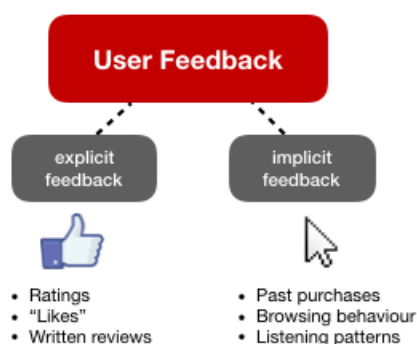 User Feedback
explicit
feedback
implicit
feedback
• Ratings
• “Likes”
• Written reviews
• Past purchases
• Browsing behaviour
• Listening patterns